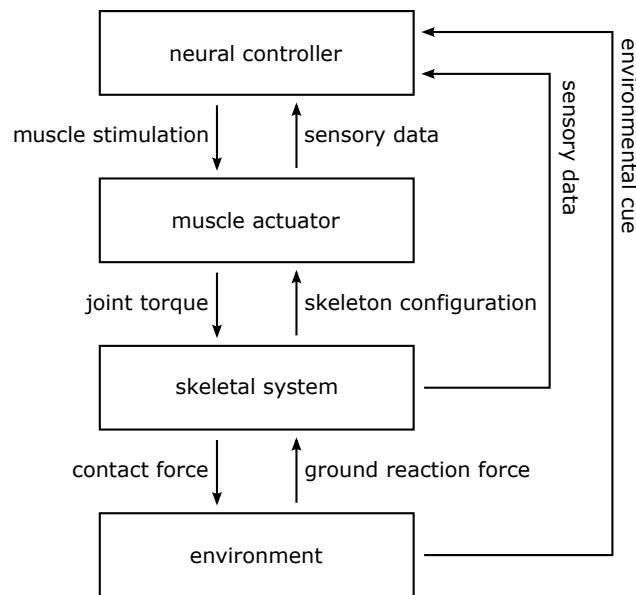 neural controller
muscle stimulation
sensory data
muscle actuator
joint torque
skeleton configuration
skeletal system
contact force
ground reaction force
environment
sensory data
environmental cue